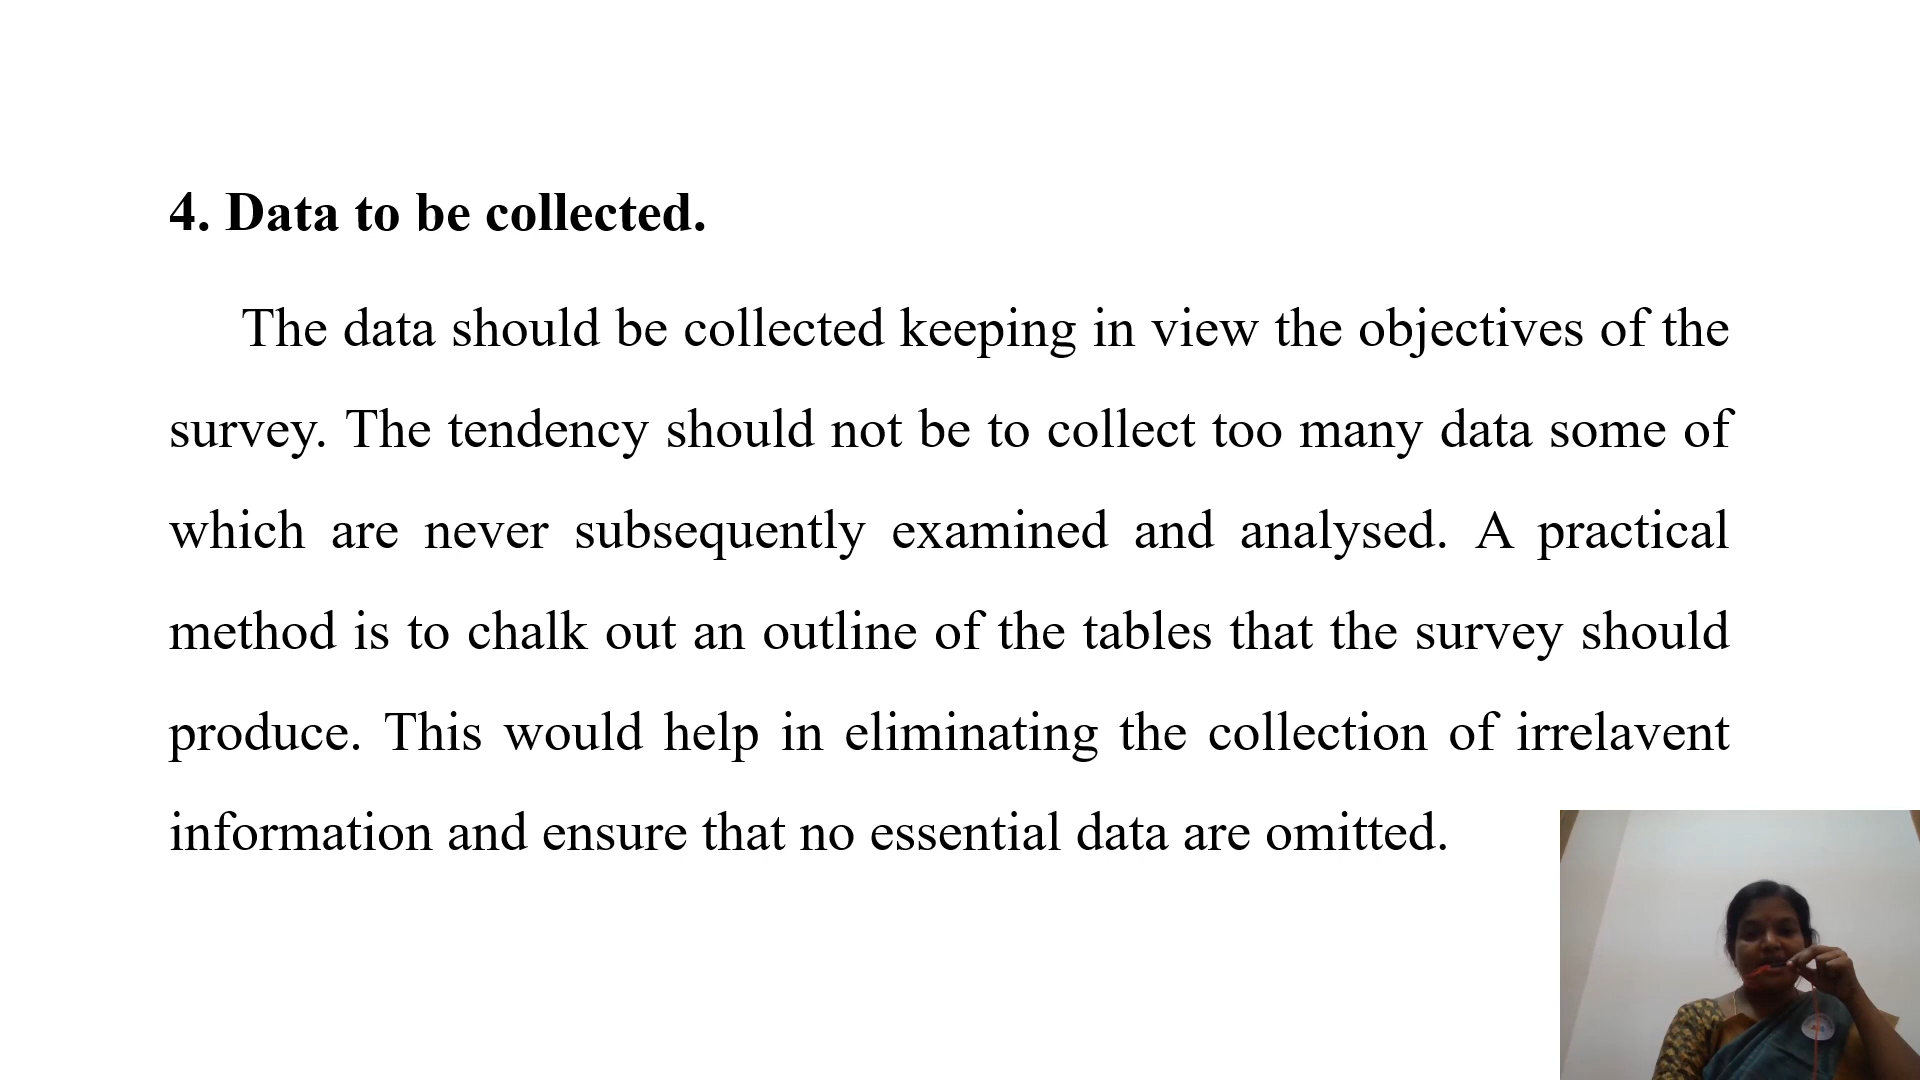 4. Data to be collected.
The data should be collected keeping in view the objectives of the
survey. The tendency should not be to collect too many data some of
which are never subsequently examined and analysed. A practical
method is to chalk out an outline of the tables that the survey should
produce. This would help in eliminating the collection of irrelavent
information and ensure that no essential data are omitted.